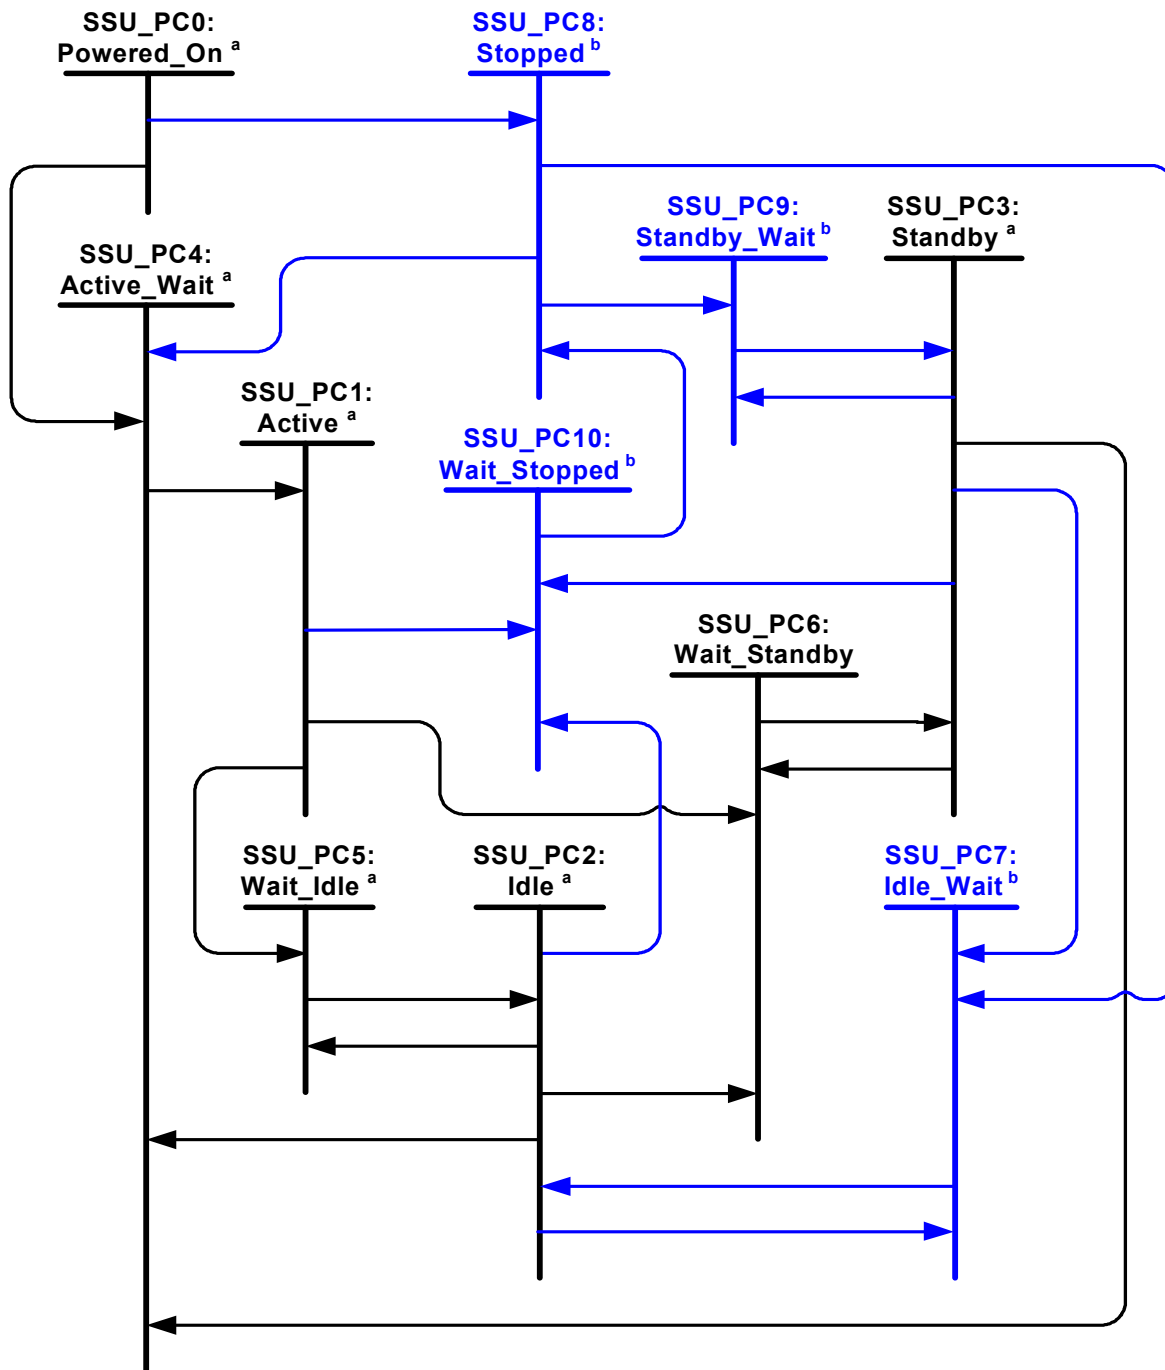 SSU_PC0:
Powered_On a
SSU_PC8:
Stopped b
SSU_PC9:
Standby_Wait b
SSU_PC3:
Standby a
SSU_PC4:
Active_Wait a
SSU_PC1:
Active a
SSU_PC10:
Wait_Stopped b
SSU_PC6:
Wait_Standby
SSU_PC5:
Wait_Idle a
SSU_PC2:
Idle a
SSU_PC7:
Idle_Wait b